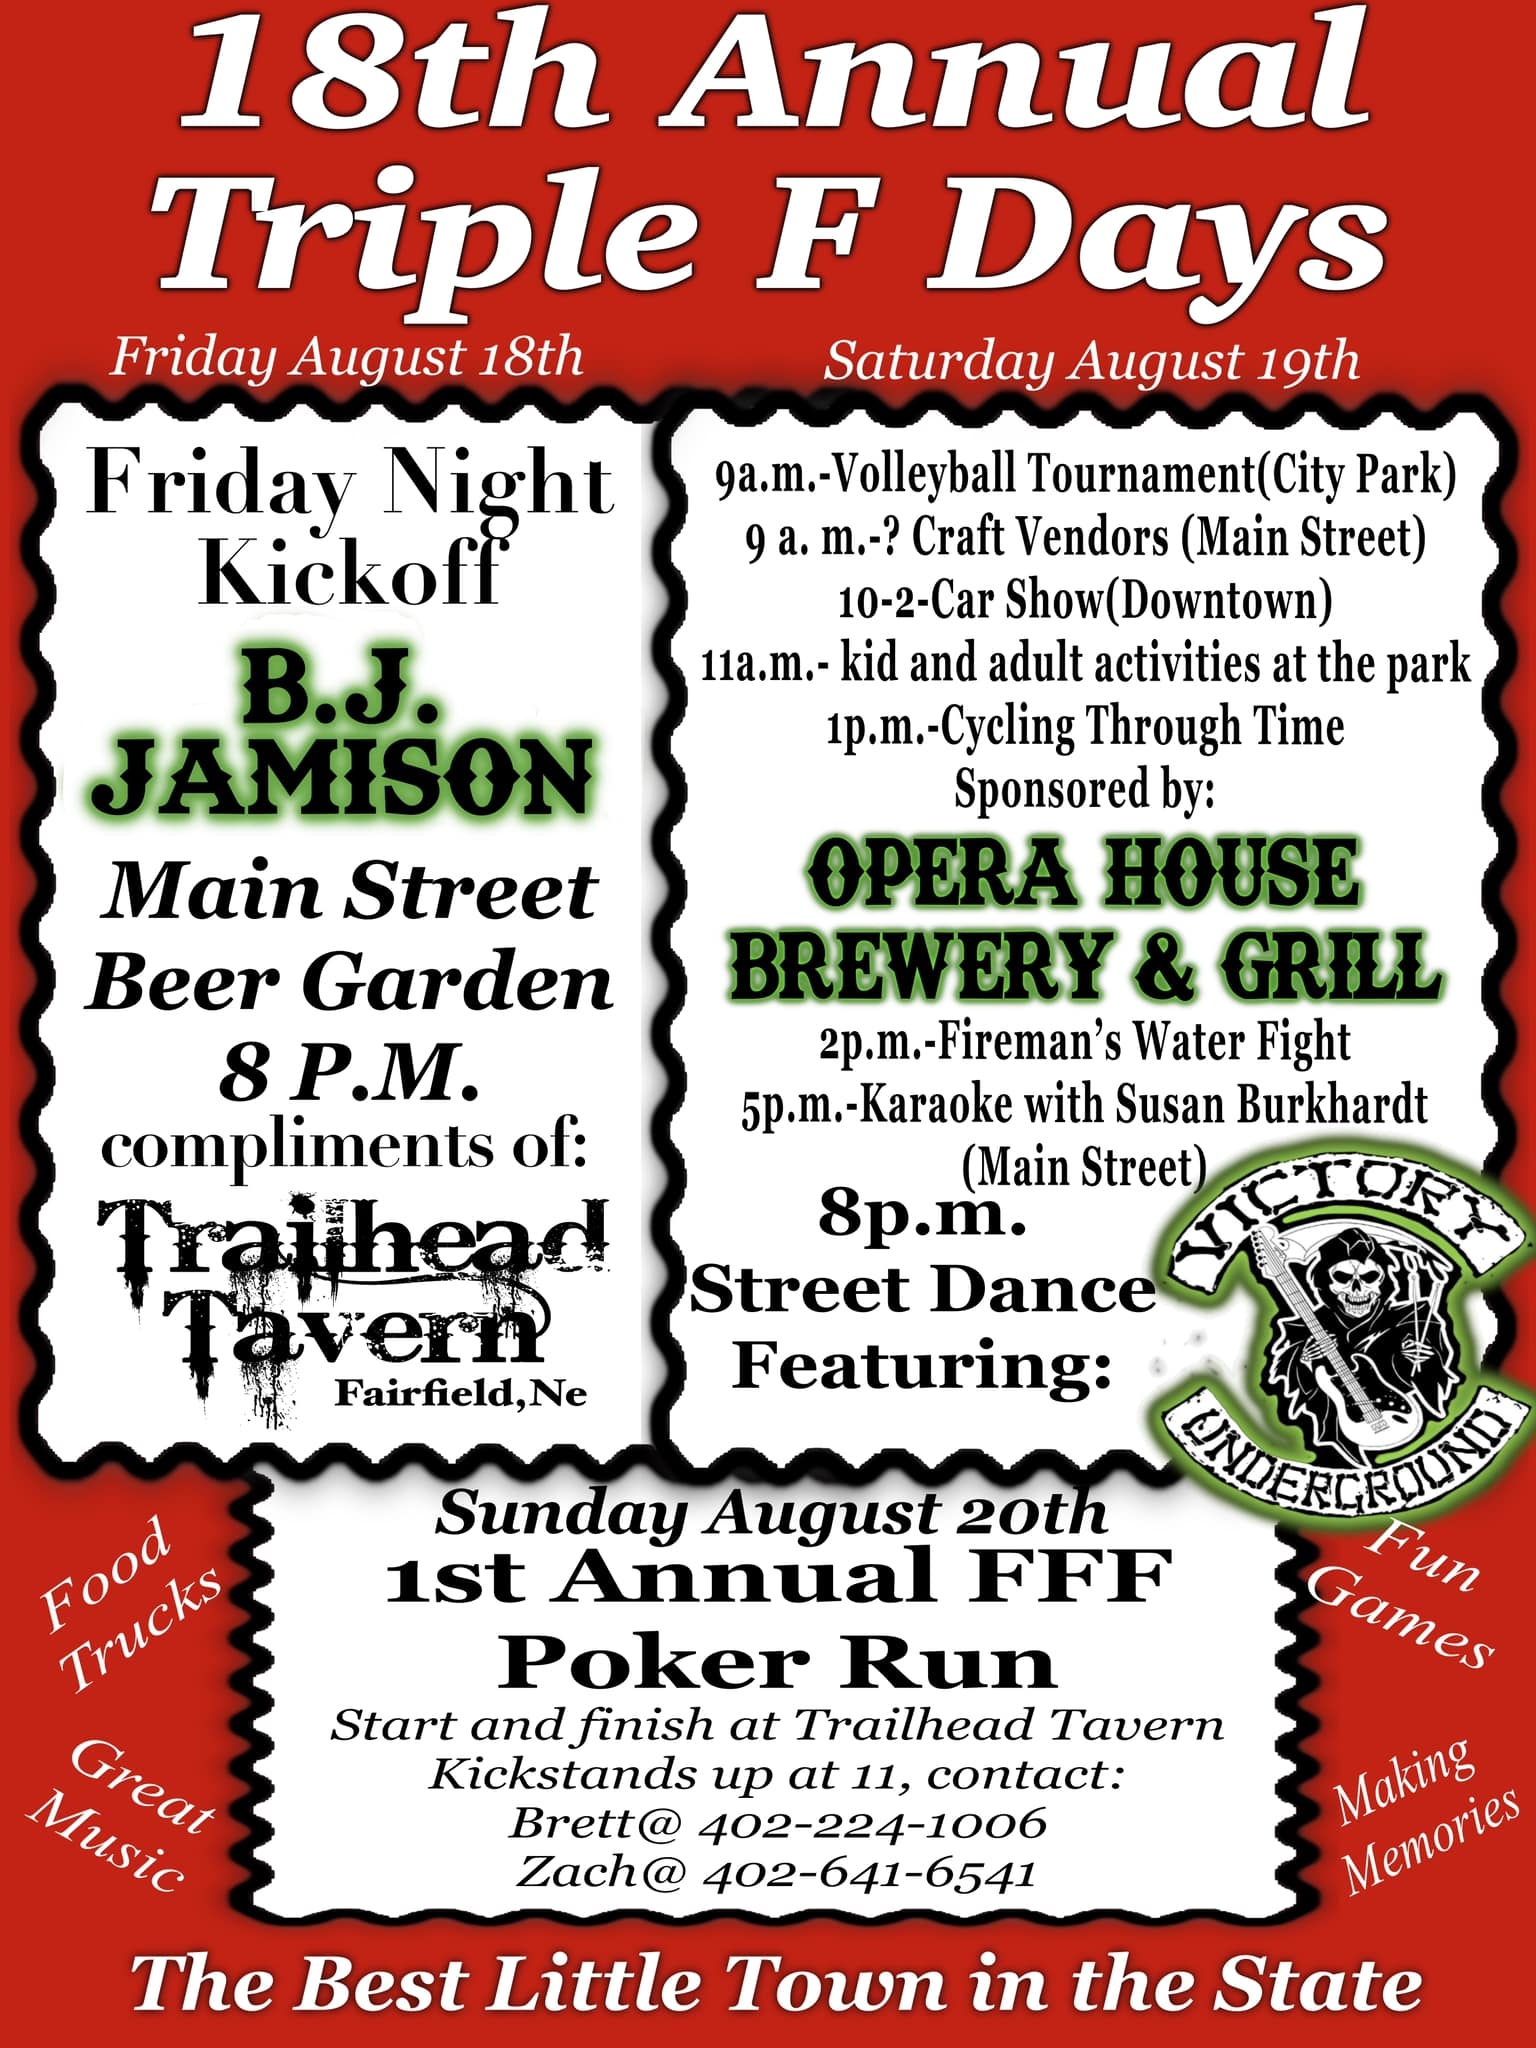 18th Annual
Triple F Days
Friday August 18th
Friday Night
Kickoff
B.J.
JAMISON
Main Street
Beer Garden
8 P.M.
compliments of:
Trailhead
Tavern
Fairfield,Ne
Saturday August 19th
9a.m.-Volleyball Tournament(City Park)
9 a. m.-? Craft Vendors (Main Street)
10-2-Car Show(Downtown)
11a.m.- kid and adult activities at the park
1p.m.-Cycling Through Time
Sponsored by:
OPERA HOUSE
BREWERY & GRILL
2p.m.-Fireman’s Water Fight
5p.m.-Karaoke with Susan Burkhardt
(Main Street)
8p.m.
Street Dance
Featuring:
VICTORY
UNDERGROUND
Sunday August 20th
1st Annual FFF
Poker Run
Start and finish at Trailhead Tavern
Kickstands up at 11, contact:
Brett@ 402-224-1006
Zach@ 402-641-6541
Food
Trucks
Great
Music
Fun
Games
Making
Memories
The Best Little Town in the State